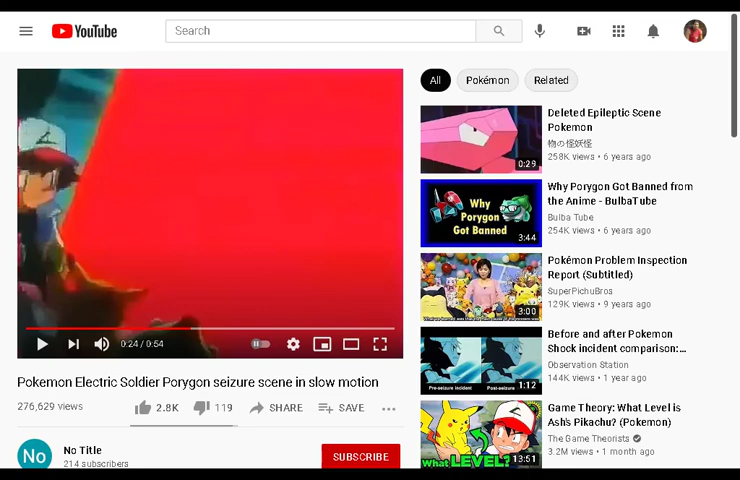 YouTube
Search
All
Pokémon
Related
0:24 / 0:54
Pokemon Electric Soldier Porygon seizure scene in slow motion
276,629 views
2.8K
119
SHARE
SAVE
No
No Title
214 subscribers
SUBSCRIBE
0:29
Deleted Epileptic Scene
Pokemon
物の怪妖怪
258K views • 6 years ago
Why
Porygon
Got Banned
3:44
Why Porygon Got Banned from
the Anime - BulbaTube
Bulba Tube
254K views • 6 years ago
3:00
Pokémon Problem Inspection
Report (Subtitled)
SuperPichuBros
129K views • 9 years ago
Pre-seizure incident
Post-seizure
1:12
Before and after Pokemon
Shock incident comparison:...
Observation Station
144K views • 1 year ago
What LEVEL?
13:51
Game Theory: What Level is
Ash's Pikachu? (Pokemon)
The Game Theorists
3.2M views • 1 month ago